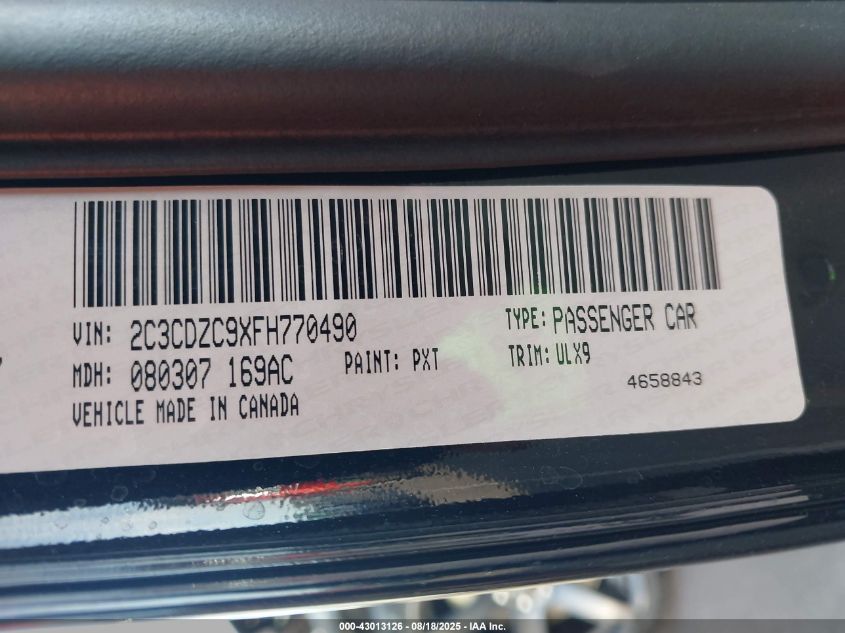 VIN: 2C3CDZC9XFH770490 TYPE: PASSENGER CAR
MDH: 080307 169AC PAINT: PXT TRIM: ULX9
VEHICLE MADE IN CANADA 4658843
000-43013126 - 08/18/2025 - IAA Inc.